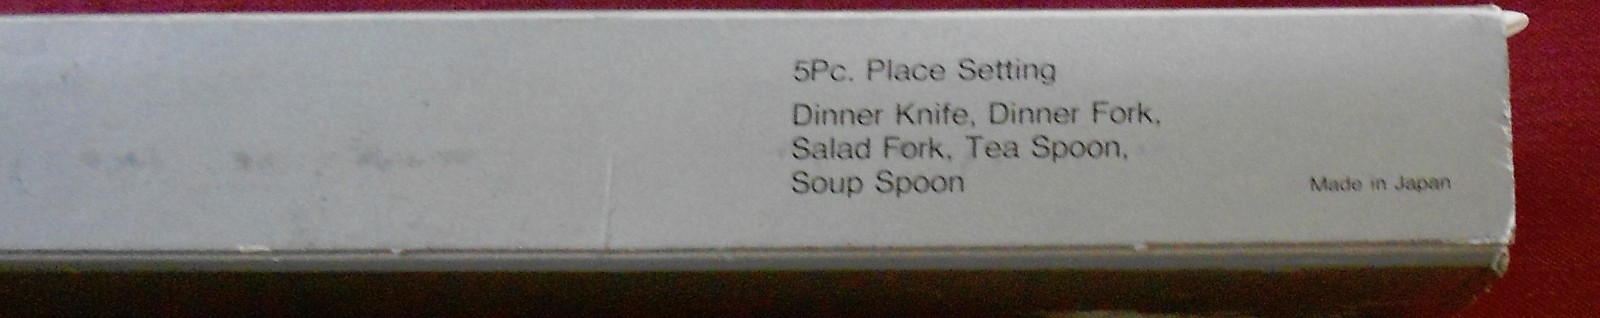 5Pc. Place Setting
Dinner Knife, Dinner Fork,
Salad Fork, Tea Spoon,
Soup Spoon
Made in Japan